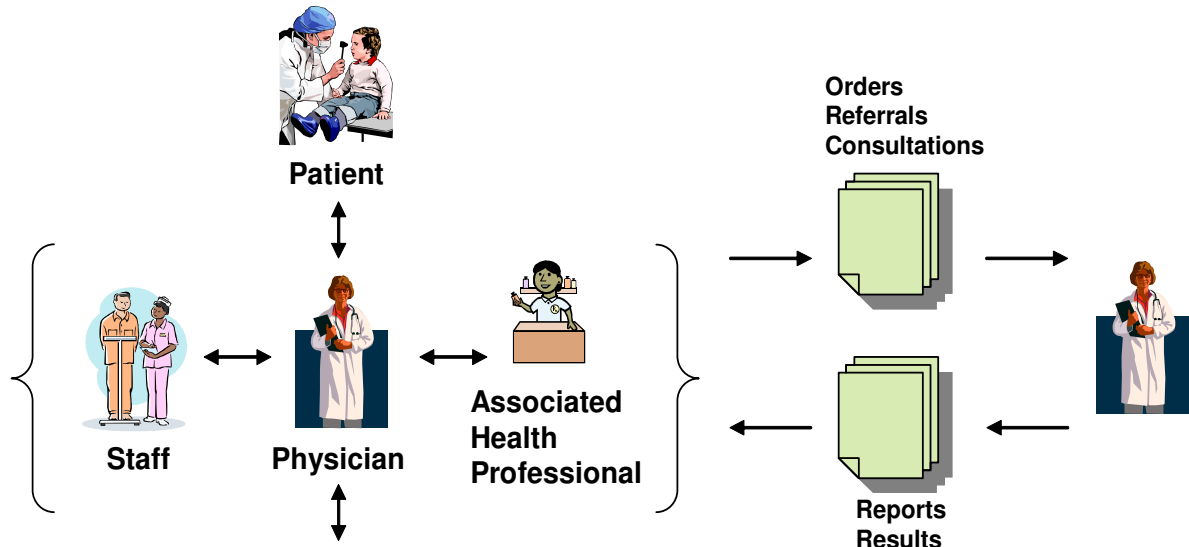 Orders
Referrals
Consultations
Patient
Staff
Physician
Associated
Health
Professional
Reports
Results